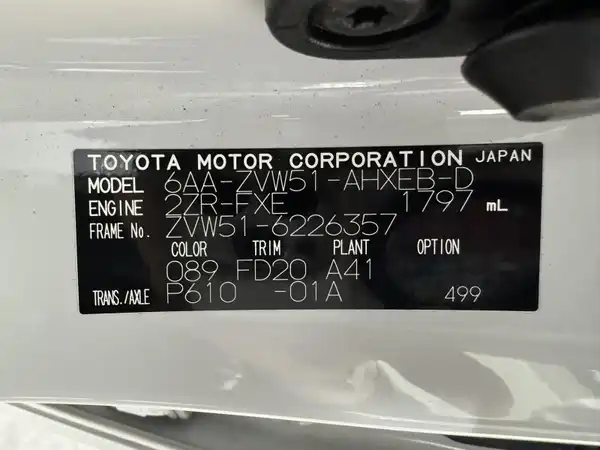 TOYOTA MOTOR CORPORATION JAPAN
MODEL 6AA-ZVW51-AHXEB-D
ENGINE 2ZR-FXE 1797 mL
FRAME No. ZVW51-6226357
COLOR TRIM PLANT OPTION
089 FD20 A41
TRANS./AXLE P610 -01A 499